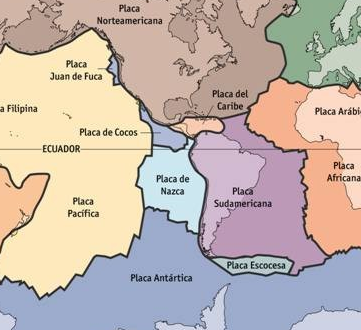 Placa
Norteamericana
Placa
Juan de Fuca
Placa del
Caribe
a Filipina
Placa Arábi
Placa de Cocos
ECUADOR
Placa
Africana
Placa de
Nazca
Placa
Sudamericana
Placa
Pacífica
Placa Escocesa
Placa Antártica